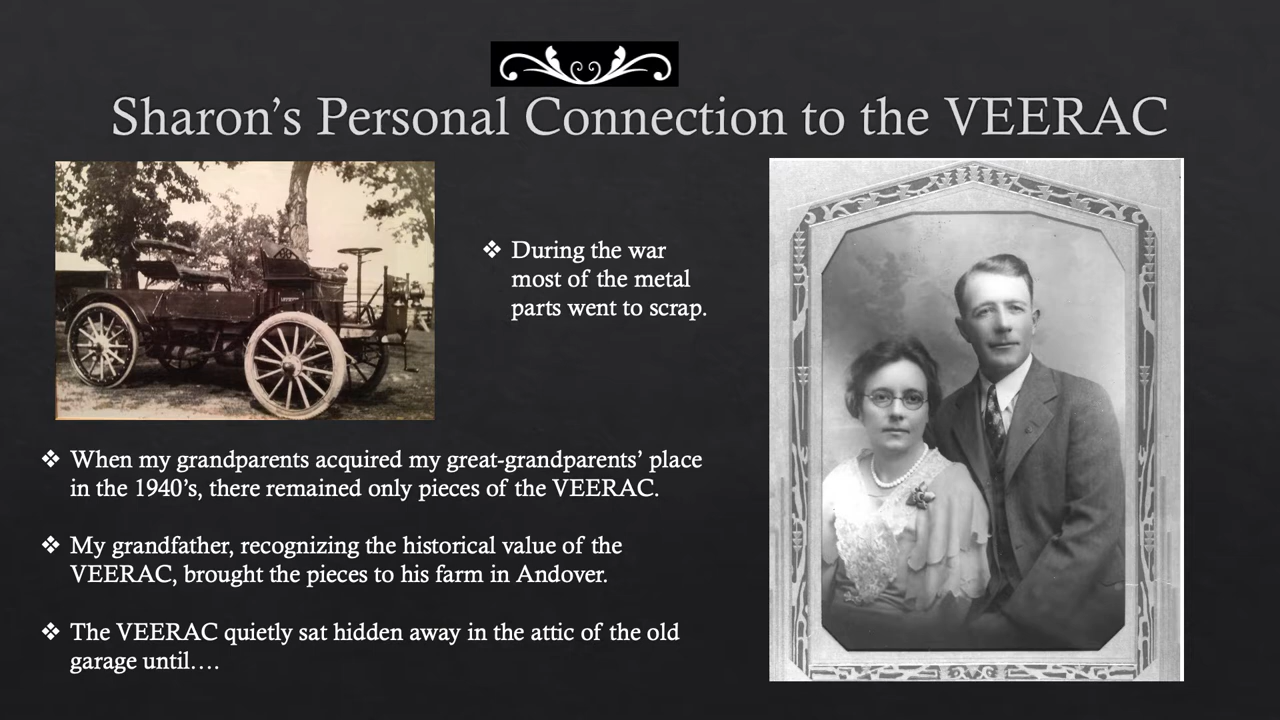 Sharon’s Personal Connection to the VEERAC
❖ During the war
most of the metal
parts went to scrap.
❖ When my grandparents acquired my great-grandparents’ place
in the 1940’s, there remained only pieces of the VEERAC.
❖ My grandfather, recognizing the historical value of the
VEERAC, brought the pieces to his farm in Andover.
❖ The VEERAC quietly sat hidden away in the attic of the old
garage until….